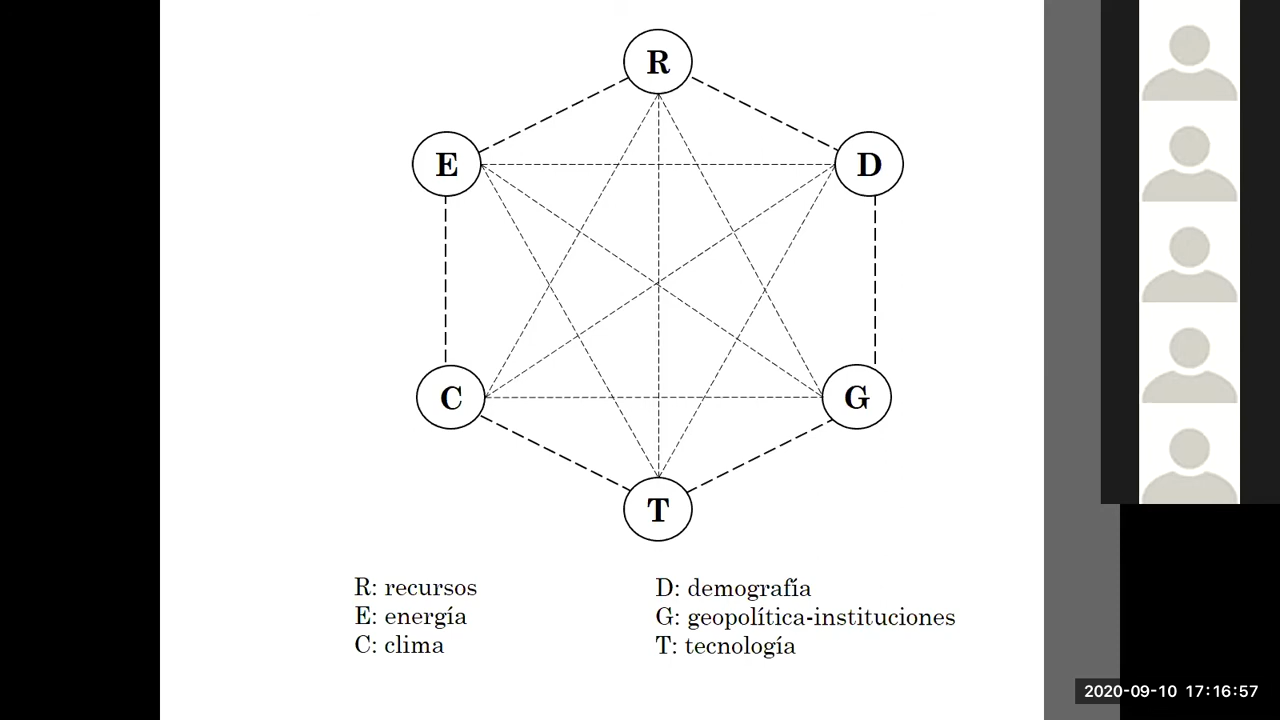 R
E
D
C
G
T
R: recursos
E: energía
C: clima
D: demografía
G: geopolítica-instituciones
T: tecnología
2020-09-10 17:16:57